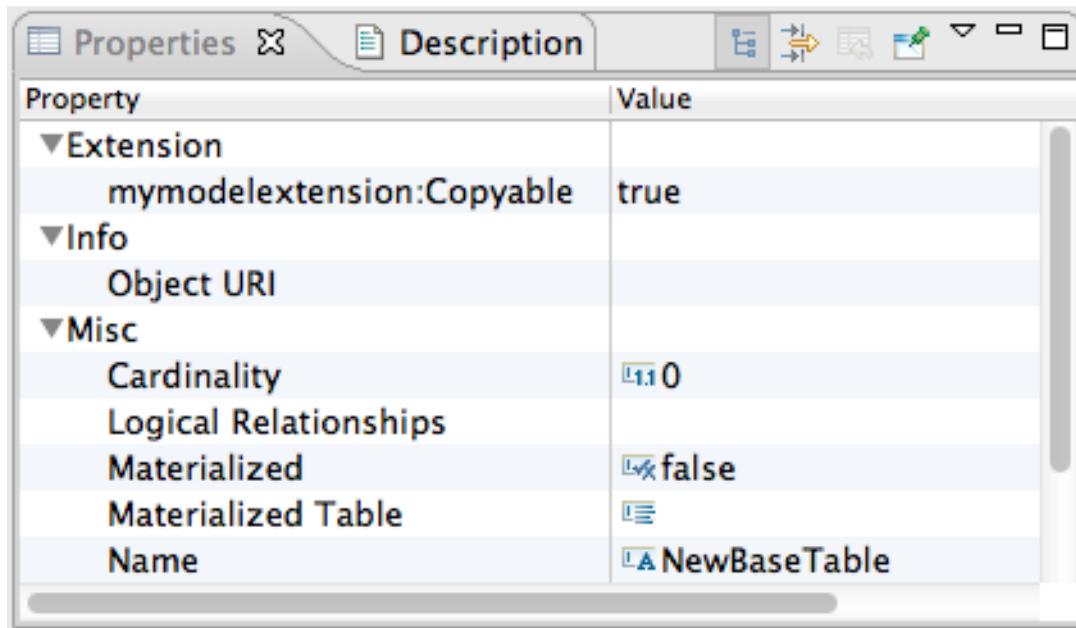 Properties Description
Property Value
Extension
mymodelextension:Copyable true
Info
Object URI
Misc
Cardinality 0
Logical Relationships
Materialized false
Materialized Table
Name NewBaseTable